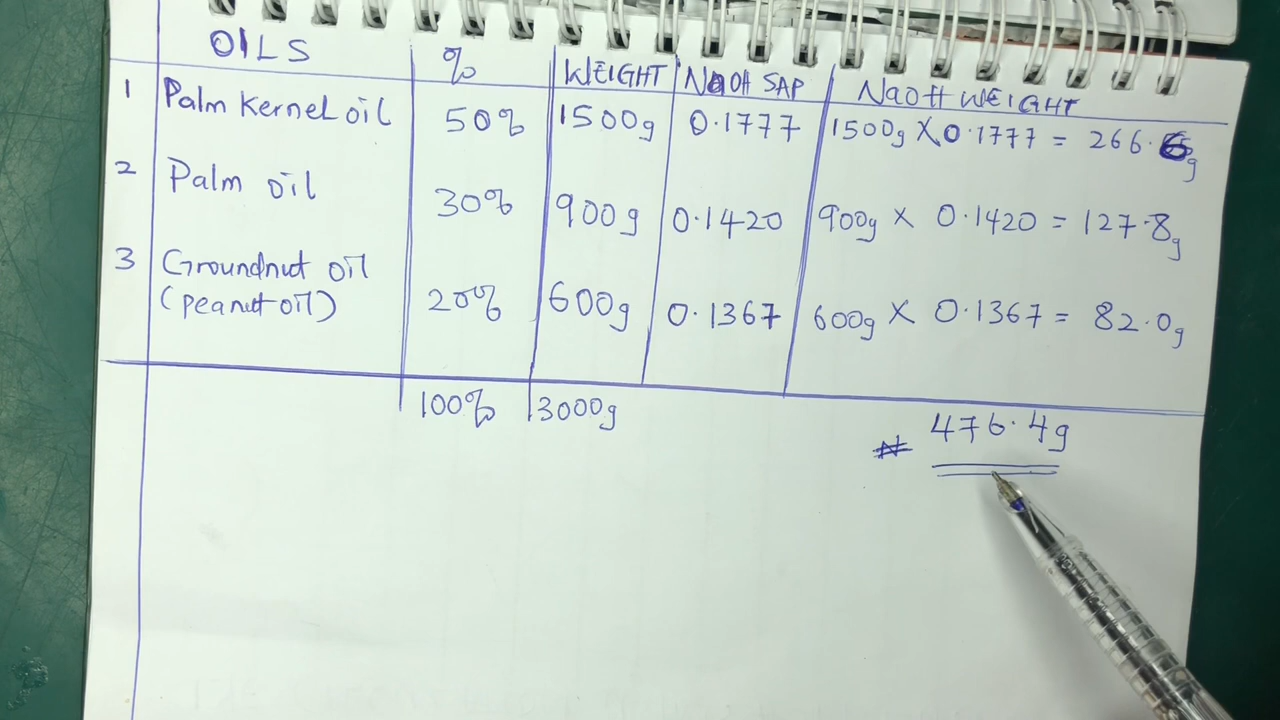 OILS % WEIGHT NaOH SAP NaOH WEIGHT
1 Palm Kernel oil 50% 1500g 0.1777 1500g X 0.1777 = 266.6g
2 Palm oil 30% 900g 0.1420 900g X 0.1420 = 127.8g
3 Groundnut oil
(peanut oil) 20% 600g 0.1367 600g X 0.1367 = 82.0g
100% 3000g
# 476.4g